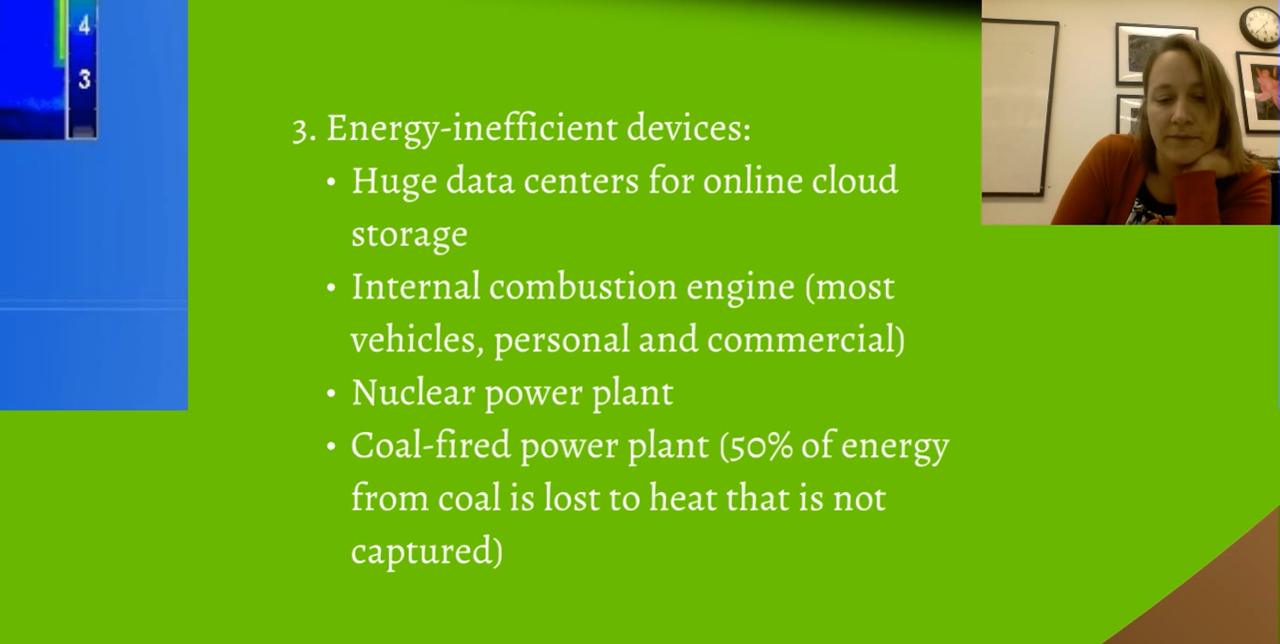 4
3
3. Energy-inefficient devices:
• Huge data centers for online cloud
storage
• Internal combustion engine (most
vehicles, personal and commercial)
• Nuclear power plant
• Coal-fired power plant (50% of energy
from coal is lost to heat that is not
captured)